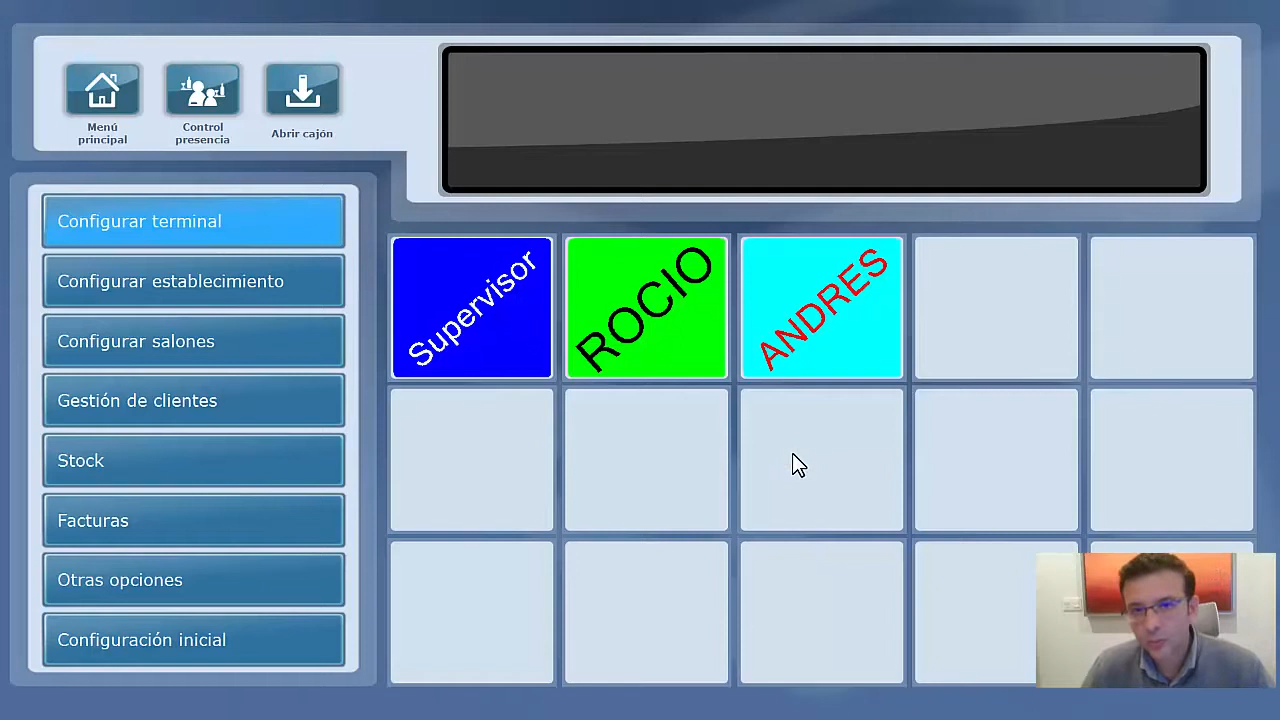 Menú
principal
Control
presencia
Abrir cajón
Configurar terminal
Configurar establecimiento
Configurar salones
Gestión de clientes
Stock
Facturas
Otras opciones
Configuración inicial
Supervisor
ROCIO
ANDRES